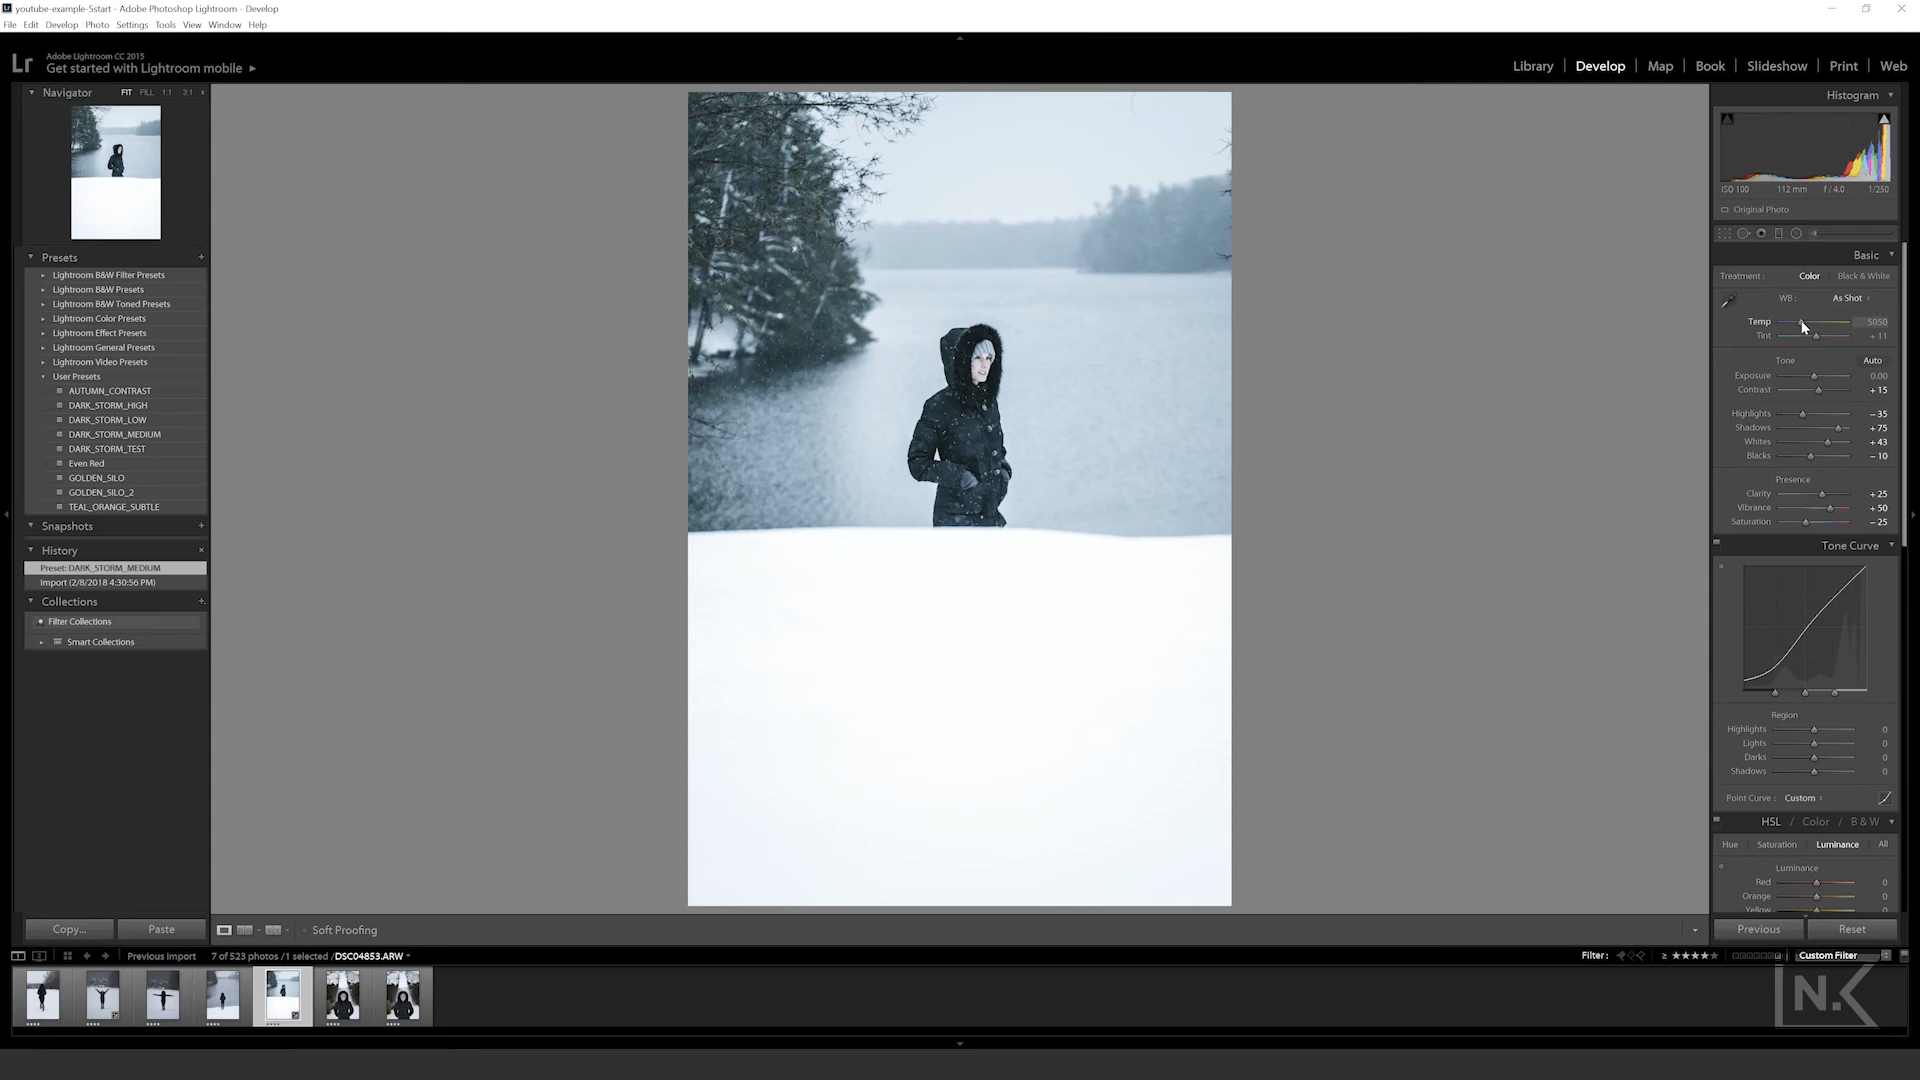 Lr youtube-example-5start - Adobe Photoshop Lightroom - Develop
File Edit Develop Photo Settings Tools View Window Help
Lr
Adobe Lightroom CC 2015
Get started with Lightroom mobile
Library Develop Map Book Slideshow Print Web
Navigator FIT FILL 1:1 3:1
Presets +
Lightroom B&W Filter Presets
Lightroom B&W Presets
Lightroom B&W Toned Presets
Lightroom Color Presets
Lightroom Effect Presets
Lightroom General Presets
Lightroom Video Presets
User Presets
AUTUMN_CONTRAST
DARK_STORM_HIGH
DARK_STORM_LOW
DARK_STORM_MEDIUM
DARK_STORM_TEST
Even Red
GOLDEN_SILO
GOLDEN_SILO_2
TEAL_ORANGE_SUBTLE
Snapshots +
History ×
Preset: DARK_STORM_MEDIUM
Import (2/8/2018 4:30:56 PM)
Collections +
Filter Collections
Smart Collections
Copy... Paste
Histogram
ISO 100 112 mm f / 4.0 1/250
Original Photo
Basic
Treatment : Color Black & White
WB : As Shot
Temp 5050
Tint + 11
Tone Auto
Exposure 0.00
Contrast + 15
Highlights − 35
Shadows + 75
Whites + 43
Blacks − 10
Presence
Clarity + 25
Vibrance + 50
Saturation − 25
Tone Curve
Region
Highlights 0
Lights 0
Darks 0
Shadows 0
Point Curve : Custom
HSL / Color / B & W
Hue Saturation Luminance All
Luminance
Red 0
Orange 0
Yellow 0
Previous Reset
Soft Proofing
Previous Import 7 of 523 photos /1 selected /DSC04853.ARW
Filter : ≥ ★★★★★ Custom Filter
N.K